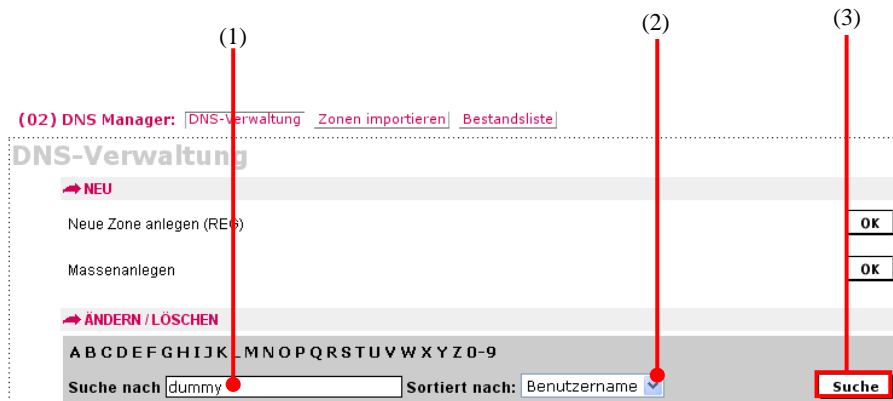 (1) (2) (3)
(02) DNS Manager: DNS-Verwaltung Zonen importieren Bestandsliste
DNS-Verwaltung
NEU
Neue Zone anlegen (REG) OK
Massenanlegen OK
ÄNDERN / LÖSCHEN
A B C D E F G H I J K L M N O P Q R S T U V W X Y Z 0-9
Suche nach dummy Sortiert nach: Benutzername Suche